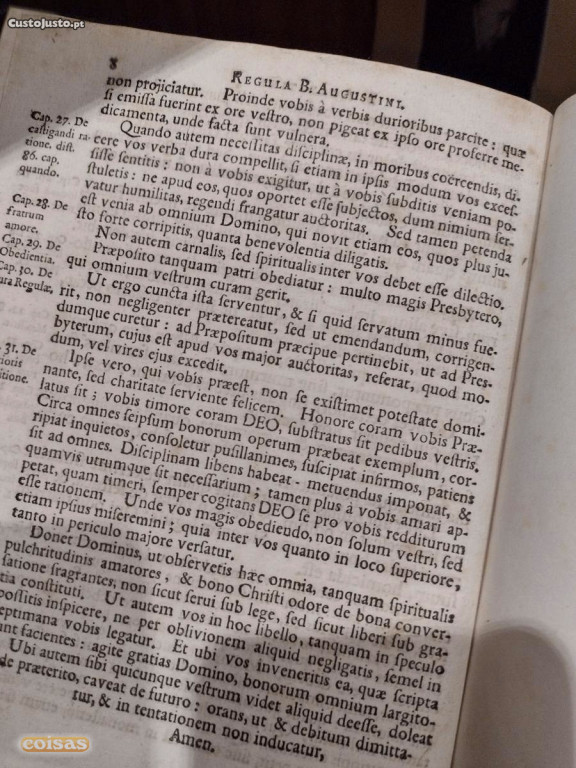 CustoJusto.pt
8
REGULA B. AUGUSTINI.
non projiciatur. Proinde vobis à verbis durioribus parcite: quæ
si emissa fuerint ex ore vestro, non pigeat ex ipso ore proferre me-
dicamenta, unde facta sunt vulnera.
Cap. 27. De
castigandi ra-
tione. dist.
86. cap.
quando.
Quando autem necessitas disciplinæ, in moribus coërcendis, di-
cere vos verba dura compellit, si etiam in ipsis modum vos exces-
sisse sentitis: non à vobis exigitur, ut à vobis subditis veniam po-
stuletis: ne apud eos, quos oportet esse subjectos, dum nimium ser-
vatur humilitas, regendi frangatur auctoritas. Sed tamen petenda
est venia ab omnium Domino, qui novit etiam eos, quos plus ju-
sto forte corripitis, quanta benevolentia diligatis.
Cap. 28. De
fratrum
amore.
Cap. 29. De
Obedientia.
Cap. 30. De
ura Regulæ.
Non autem carnalis, sed spiritualis inter vos debet esse dilectio.
Præposito tanquam patri obediatur: multo magis Presbytero,
qui omnium vestrum curam gerit.
Ut ergo cuncta ista serventur, & si quid servatum minus fue-
rit, non negligenter prætereatur, sed ut emendandum, corrigen-
dumque curetur: ad Præpositum præcipue pertinebit, ut ad Pres-
byterum, cujus est apud vos major auctoritas, referat, quod mo-
dum, vel vires ejus excedit.
31. De
tione.
Ipse vero, qui vobis præest, non se existimet potestate domi-
nante, sed charitate serviente felicem. Honore coram vobis Præ-
latus sit; vobis timore coram DEO, substratus sit pedibus vestris.
Circa omnes seipsum bonorum operum præbeat exemplum, cor-
ripiat inquietos, consoletur pusillanimes, suscipiat infirmos, patiens
sit ad omnes. Disciplinam libens habeat - metuendus imponat, &
quamvis utrumque sit necessarium; tamen plus à vobis amari ap-
petat, quam timeri, semper cogitans DEO se pro vobis redditurum
esse rationem. Unde vos magis obediendo, non solum vestri, sed
etiam ipsius miseremini; quia inter vos quanto in loco superiore,
tanto in periculo majore versatur.
Donet Dominus, ut observetis hæc omnia, tanquam spiritualis
pulchritudinis amatores, & bono Christi odore de bona conver-
satione fragrantes, non sicut serui sub lege, sed sicut liberi sub gra-
tia constituti. Ut autem vos in hoc libello, tanquam in speculo
possitis inspicere, ne per oblivionem aliquid negligatis, semel in
eptimana vobis legatur. Et ubi vos inveneritis ea, quæ scripta
unt facientes: agite gratias Domino, bonorum omnium largito-
Ubi autem sibi quicunque vestrum videt aliquid deesse, doleat
de præterito, caveat de futuro: orans, ut & debitum dimitta-
tur, & in tentationem non inducatur,
Amen.
coisas